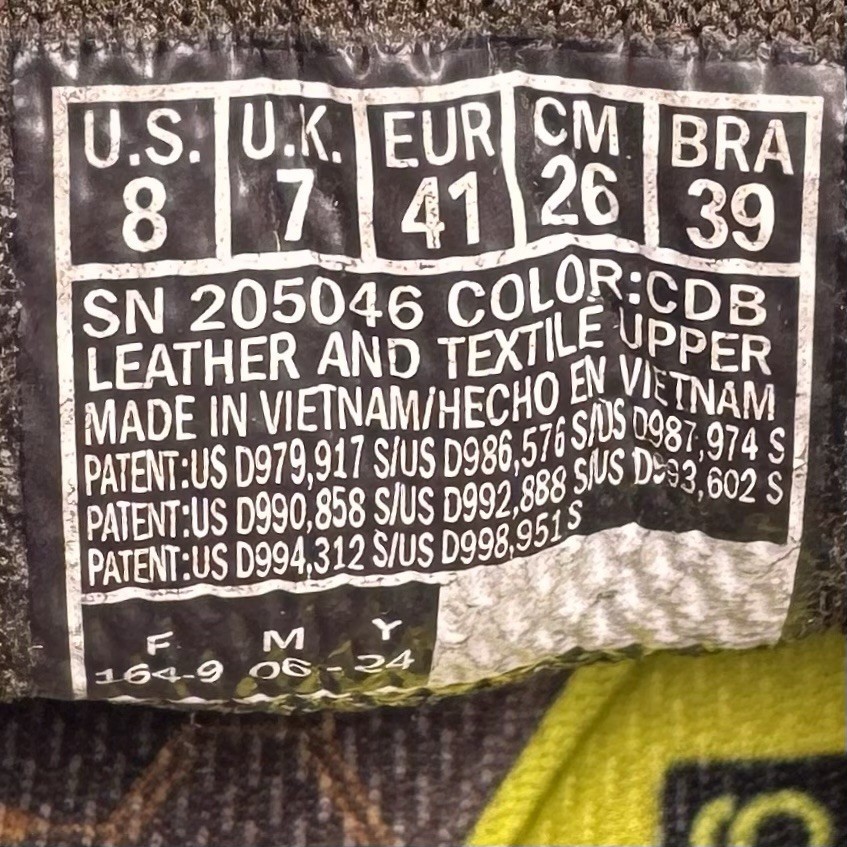 U.S. U.K. EUR CM BRA
8 7 41 26 39
SN 205046 COLOR:CDB
LEATHER AND TEXTILE UPPER
MADE IN VIETNAM/HECHO EN VIETNAM
PATENT:US D979,917 S/US D986,576 S/US D987,974 S
PATENT:US D990,858 S/US D992,888 S/US D993,602 S
PATENT:US D994,312 S/US D998,951 S
F M Y
164-9 06 - 24